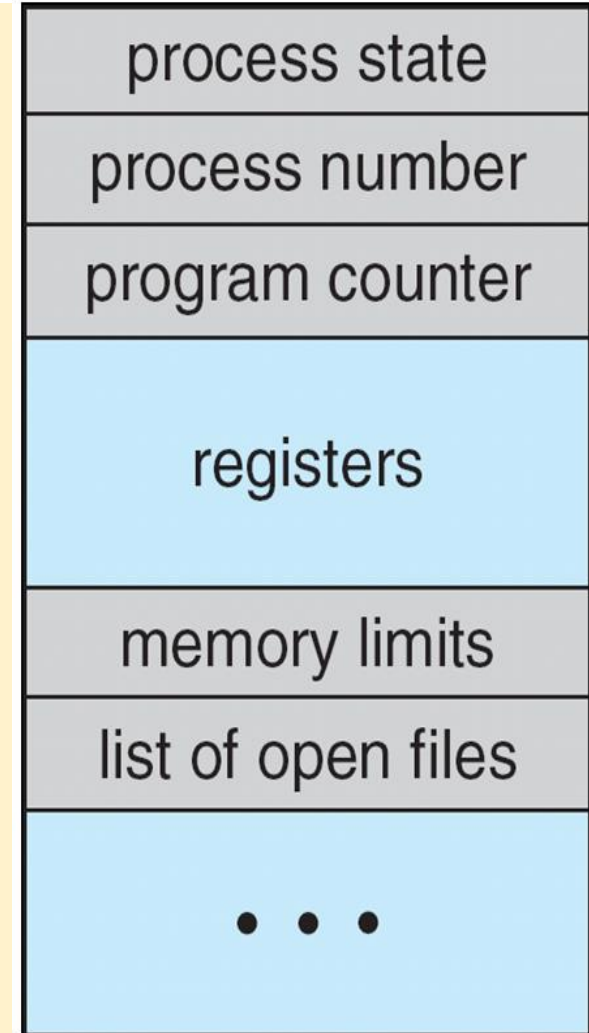 process state
process number
program counter
registers
memory limits
list of open files
• • •